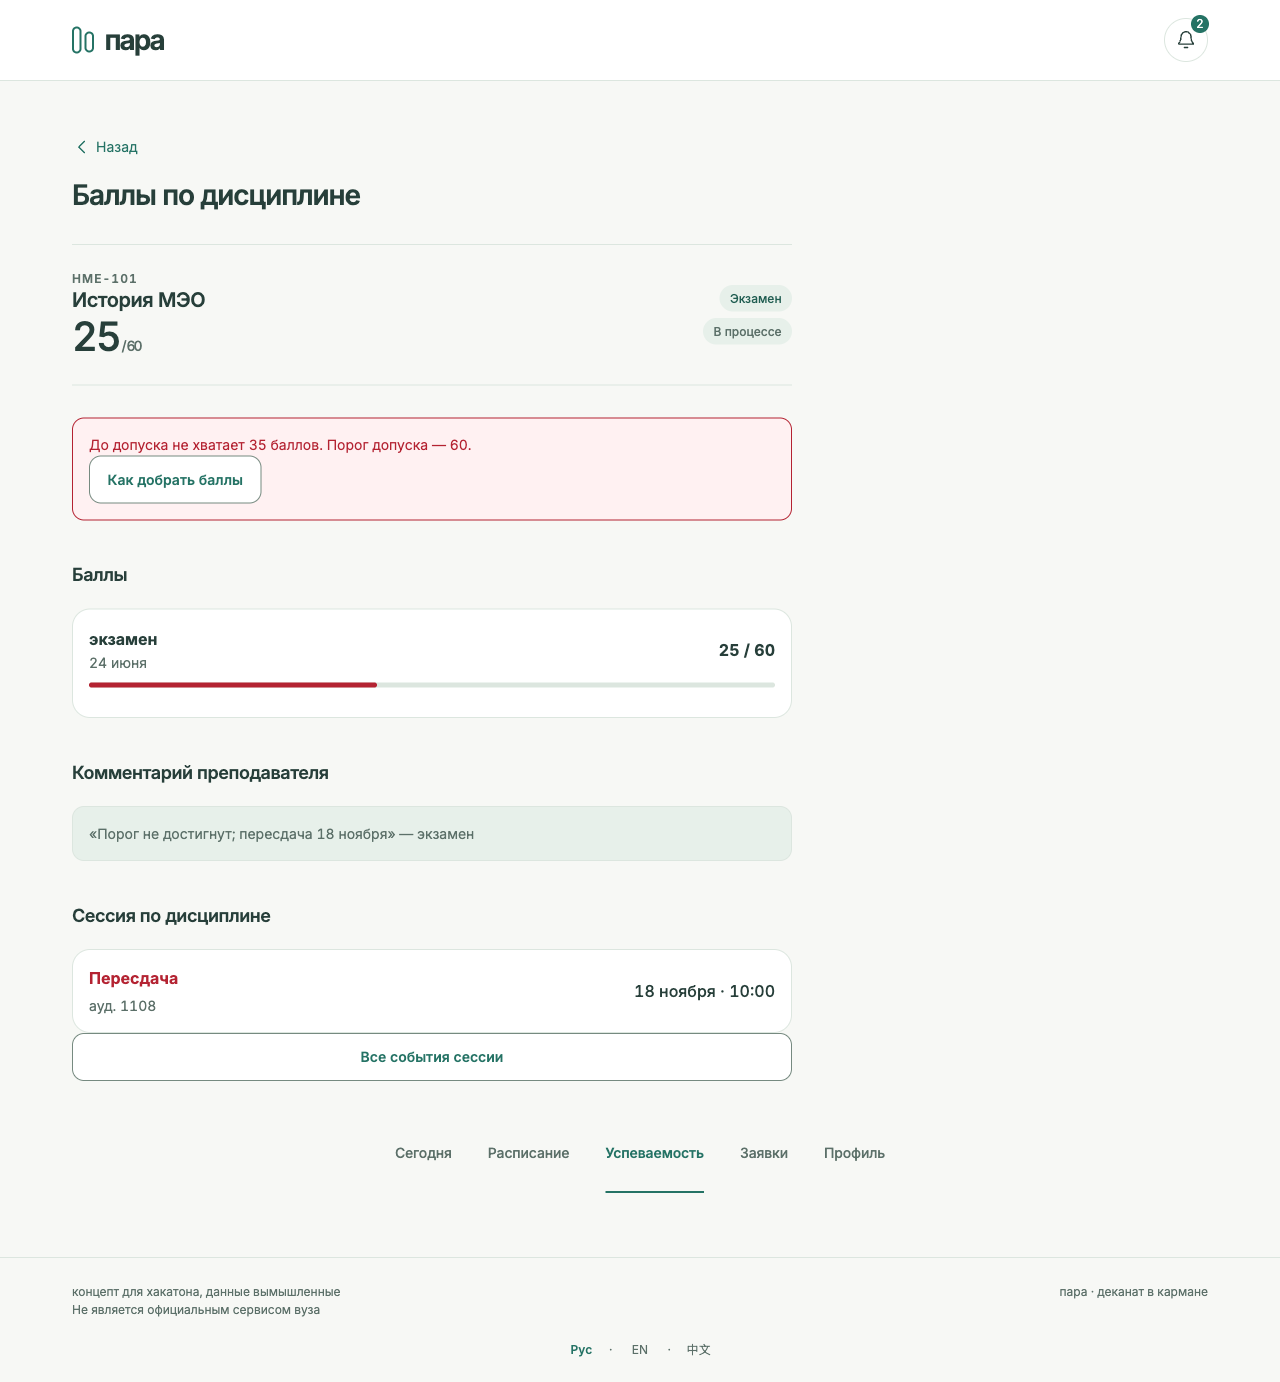 пара
2
Назад
Баллы по дисциплине
НМЕ-101
История МЭО
25/60
Экзамен
В процессе
До допуска не хватает 35 баллов. Порог допуска — 60.
Как добрать баллы
Баллы
экзамен
24 июня
25 / 60
Комментарий преподавателя
«Порог не достигнут; пересдача 18 ноября» — экзамен
Сессия по дисциплине
Пересдача
ауд. 1108
18 ноября · 10:00
Все события сессии
Сегодня Расписание Успеваемость Заявки Профиль
концепт для хакатона, данные вымышленные
Не является официальным сервисом вуза
пара · деканат в кармане
Рус · EN · 中文